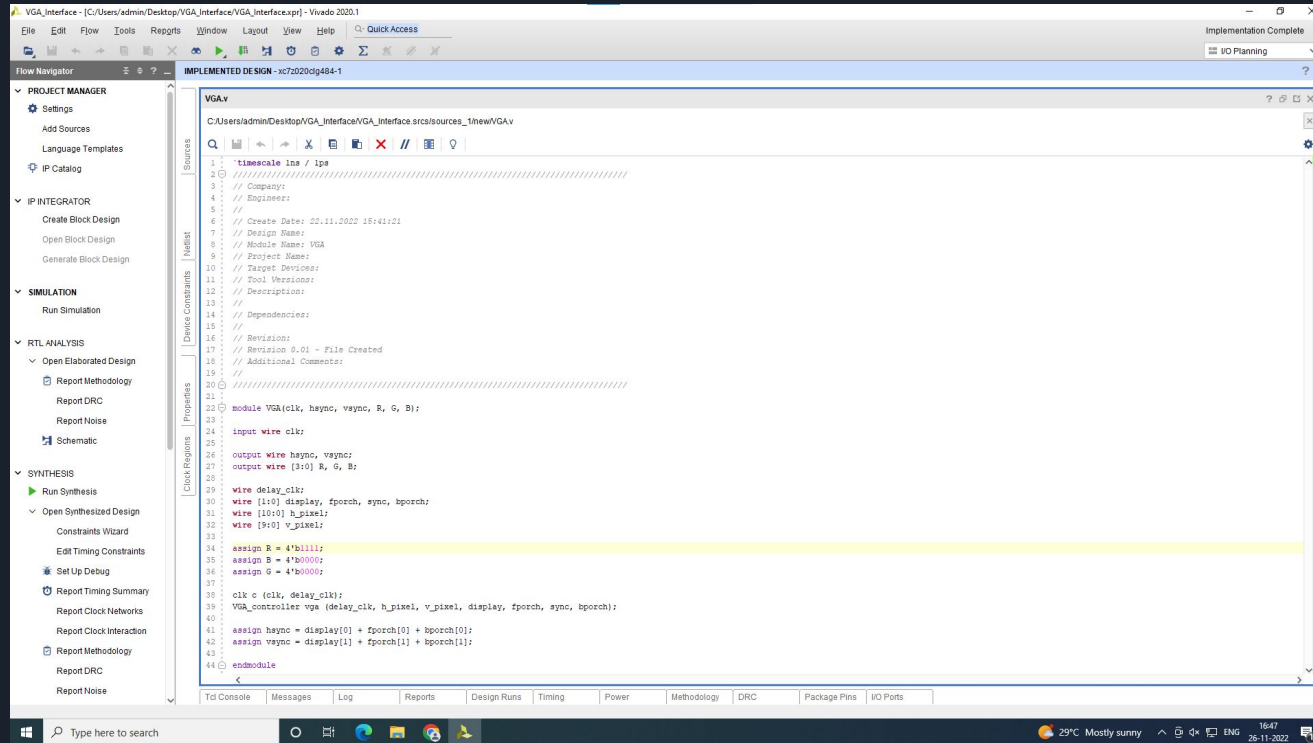 VGA_Interface - [C:/Users/admin/Desktop/VGA_Interface/VGA_Interface.xpr] - Vivado 2020.1
File Edit Flow Tools Reports Window Layout View Help Quick Access
Implementation Complete
I/O Planning
Flow Navigator
IMPLEMENTED DESIGN - xc7z020clg484-1
PROJECT MANAGER
Settings
Add Sources
Language Templates
IP Catalog
IP INTEGRATOR
Create Block Design
Open Block Design
Generate Block Design
SIMULATION
Run Simulation
RTL ANALYSIS
Open Elaborated Design
Report Methodology
Report DRC
Report Noise
Schematic
SYNTHESIS
Run Synthesis
Open Synthesized Design
Constraints Wizard
Edit Timing Constraints
Set Up Debug
Report Timing Summary
Report Clock Networks
Report Clock Interaction
Report Methodology
Report DRC
Report Noise
Sources
Netlist
Device Constraints
Properties
Clock Regions
VGA.v
C:/Users/admin/Desktop/VGA_Interface/VGA_Interface.srcs/sources_1/new/VGA.v
1 `timescale 1ns / 1ps
2 //////////////////////////////////////////////////////////////////////////////////
3 // Company:
4 // Engineer:
5 //
6 // Create Date: 22.11.2022 15:41:21
7 // Design Name:
8 // Module Name: VGA
9 // Project Name:
10 // Target Devices:
11 // Tool Versions:
12 // Description:
13 //
14 // Dependencies:
15 //
16 // Revision:
17 // Revision 0.01 - File Created
18 // Additional Comments:
19 //
20 //////////////////////////////////////////////////////////////////////////////////
21
22 module VGA(clk, hsync, vsync, R, G, B);
23
24 input wire clk;
25
26 output wire hsync, vsync;
27 output wire [3:0] R, G, B;
28
29 wire delay_clk;
30 wire [1:0] display, fporch, sync, bporch;
31 wire [10:0] h_pixel;
32 wire [9:0] v_pixel;
33
34 assign R = 4'b1111;
35 assign B = 4'b0000;
36 assign G = 4'b0000;
37
38 clk c (clk, delay_clk);
39 VGA_controller vga (delay_clk, h_pixel, v_pixel, display, fporch, sync, bporch);
40
41 assign hsync = display[0] + fporch[0] + bporch[0];
42 assign vsync = display[1] + fporch[1] + bporch[1];
43
44 endmodule
Tcl Console Messages Log Reports Design Runs Timing Power Methodology DRC Package Pins I/O Ports
Type here to search
29°C Mostly sunny ENG
16:47
26-11-2022